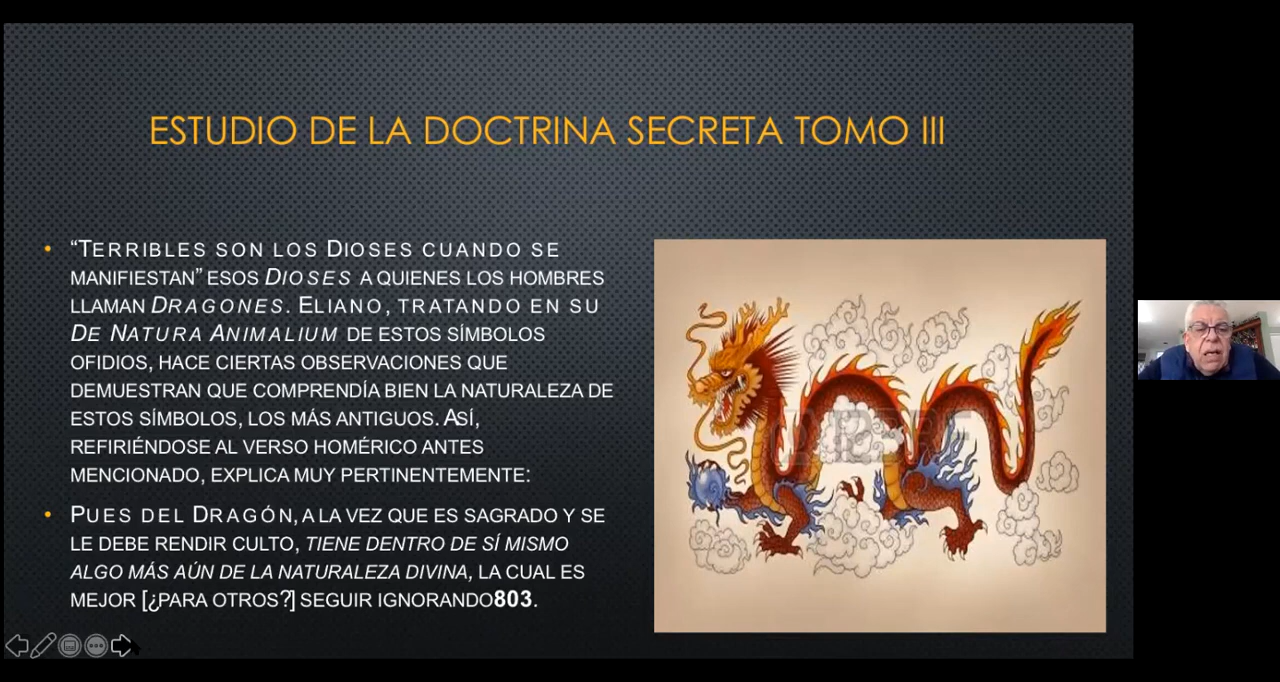 ESTUDIO DE LA DOCTRINA SECRETA TOMO III
• “TERRIBLES SON LOS DIOSES CUANDO SE
MANIFIESTAN” ESOS DIOSES A QUIENES LOS HOMBRES
LLAMAN DRAGONES. ELIANO, TRATANDO EN SU
DE NATURA ANIMALIUM DE ESTOS SÍMBOLOS
OFIDIOS, HACE CIERTAS OBSERVACIONES QUE
DEMUESTRAN QUE COMPRENDÍA BIEN LA NATURALEZA DE
ESTOS SÍMBOLOS, LOS MÁS ANTIGUOS. ASÍ,
REFIRIÉNDOSE AL VERSO HOMÉRICO ANTES
MENCIONADO, EXPLICA MUY PERTINENTEMENTE:
• PUES DEL DRAGÓN, A LA VEZ QUE ES SAGRADO Y SE
LE DEBE RENDIR CULTO, TIENE DENTRO DE SÍ MISMO
ALGO MÁS AÚN DE LA NATURALEZA DIVINA, LA CUAL ES
MEJOR [¿PARA OTROS?] SEGUIR IGNORANDO803.